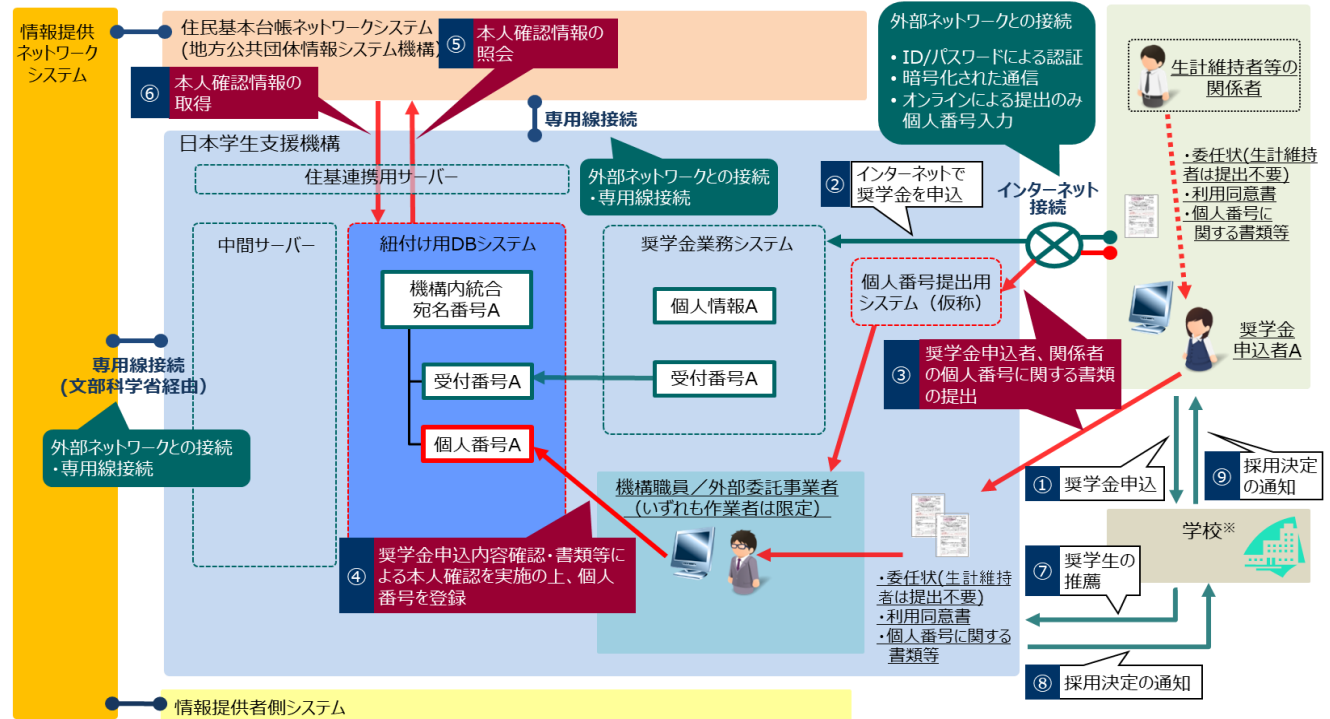 情報提供
ネットワーク
システム
住民基本台帳ネットワークシステム
(地方公共団体情報システム機構)
⑤
本人確認情報の
照会
⑥
本人確認情報の
取得
専用線接続
外部ネットワークとの接続
・ID/パスワードによる認証
・暗号化された通信
・オンラインによる提出のみ
個人番号入力
生計維持者等の
関係者
・委任状(生計維持
者は提出不要)
・利用同意書
・個人番号に
関する書類等
日本学生支援機構
住基連携用サーバー
外部ネットワークとの接続
・専用線接続
②
インターネットで
奨学金を申込
インターネット
接続
中間サーバー
紐付け用DBシステム
機構内統合
宛名番号A
受付番号A
個人番号A
奨学金業務システム
個人情報A
受付番号A
個人番号提出用
システム（仮称）
奨学金
申込者A
③
奨学金申込者、関係者
の個人番号に関する書類
の提出
専用線接続
(文部科学省経由)
外部ネットワークとの接続
・専用線接続
機構職員／外部委託事業者
（いずれも作業者は限定）
④
奨学金申込内容確認・書類等に
よる本人確認を実施の上、個人
番号を登録
・委任状(生計維持
者は提出不要)
・利用同意書
・個人番号に関する
書類等
①
奨学金申込
⑨
採用決定
の通知
学校※
⑦
奨学生の
推薦
⑧
採用決定の通知
情報提供者側システム